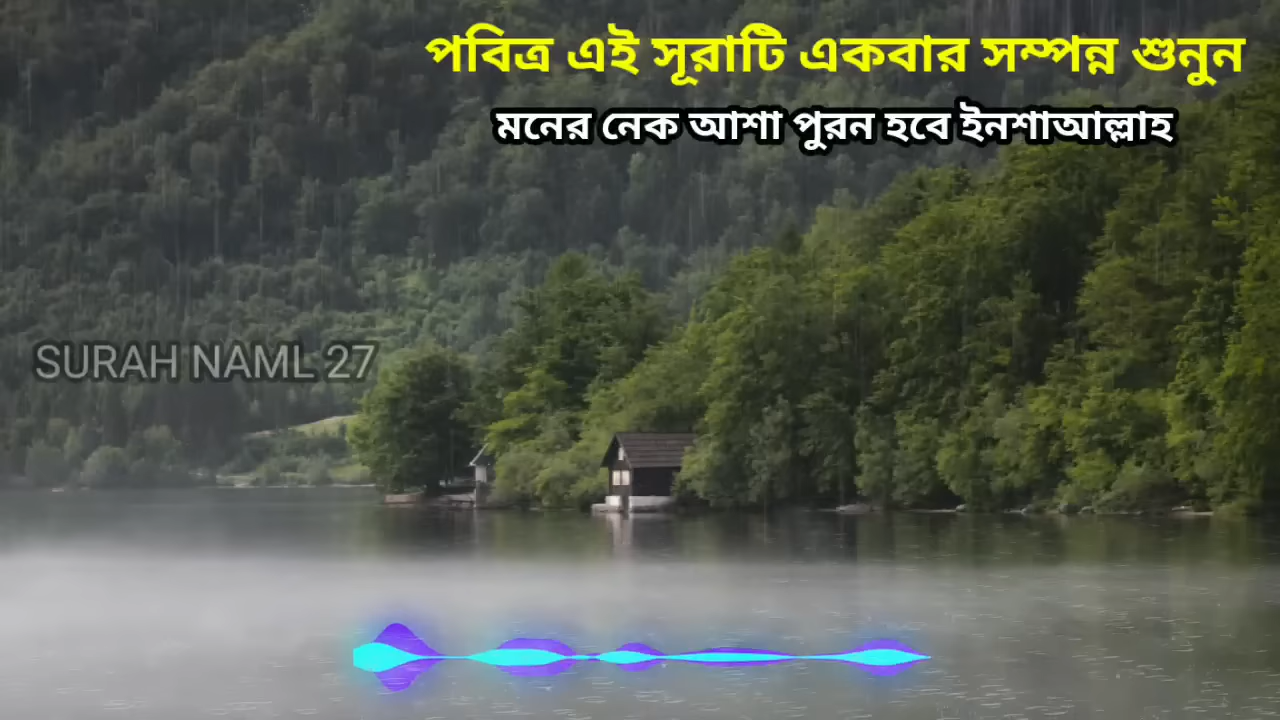 পবিত্র এই সূরাটি একবার সম্পন্ন শুনুন
মনের নেক আশা পুরন হবে ইনশাআল্লাহ
SURAH NAML 27